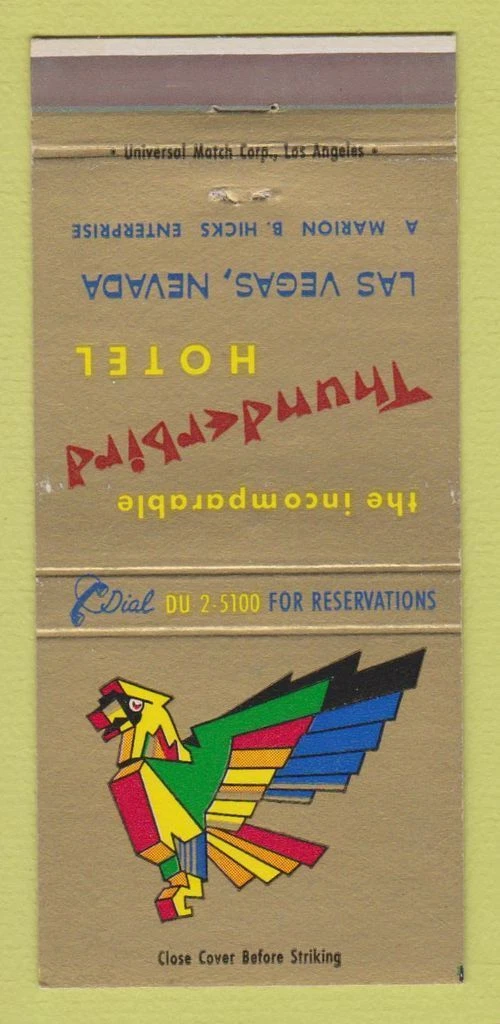 • Universal Match Corp., Los Angeles •
the incomparable
Thunderbird
HOTEL
LAS VEGAS, NEVADA
A MARION B. HICKS ENTERPRISE
Dial DU 2-5100 FOR RESERVATIONS
Close Cover Before Striking